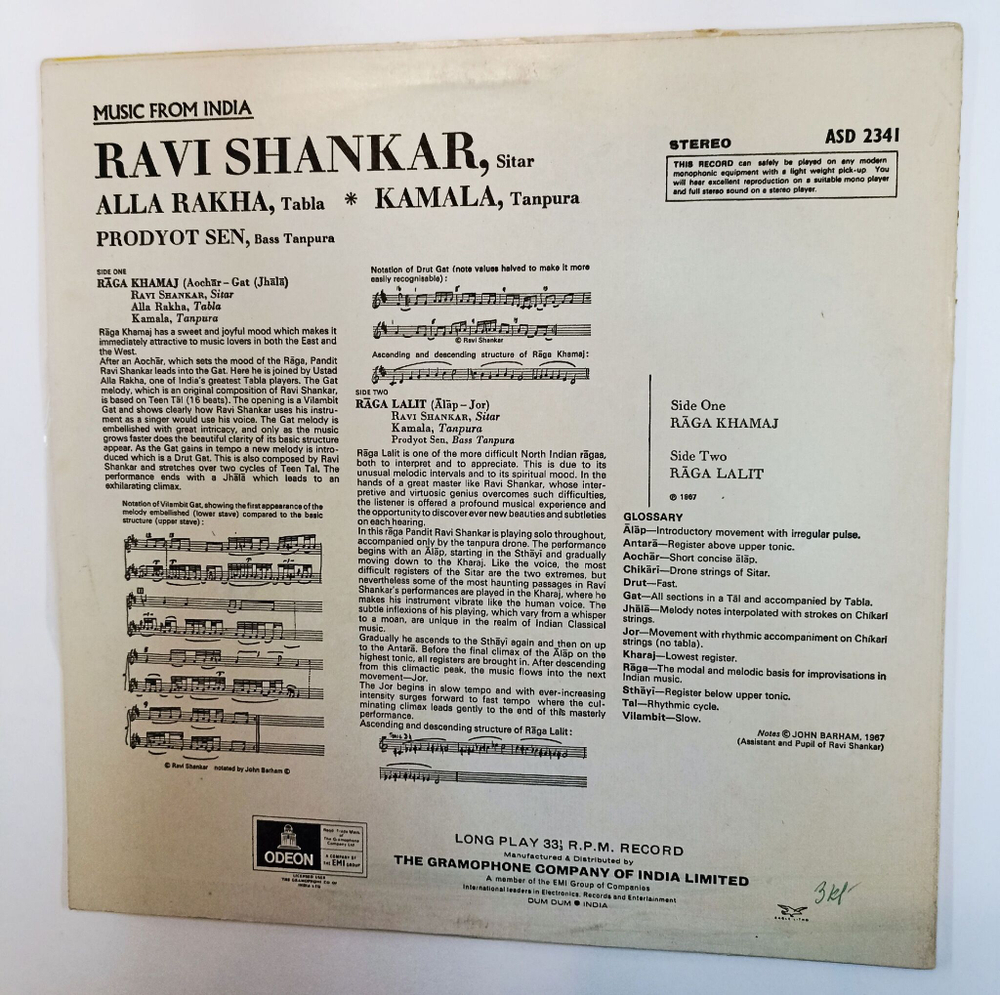 MUSIC FROM INDIA
RAVI SHANKAR, Sitar
ALLA RAKHA, Tabla * KAMALA, Tanpura
PRODYOT SEN, Bass Tanpura
STEREO
ASD 2341
THIS RECORD can safely be played on any modern
monophonic equipment with a light weight pick-up. You
will hear excellent reproduction on a suitable mono player
and full stereo sound on a stereo player.
SIDE ONE
RĀGA KHAMAJ (Aochār–Gat (Jhālā)
RAVI SHANKAR, Sitar
Alla Rakha, Tabla
Kamala, Tanpura
Rāga Khamaj has a sweet and joyful mood which makes it
immediately attractive to music lovers in both the East and
the West.
After an Aochār, which sets the mood of the Rāga, Pandit
Ravi Shankar leads into the Gat. Here he is joined by Ustad
Alla Rakha, one of India's greatest Tabla players. The Gat
melody, which is an original composition of Ravi Shankar,
is based on Teen Tāl (16 beats). The opening is a Vilambit
Gat and shows clearly how Ravi Shankar uses his instru-
ment as a singer would use his voice. The Gat melody is
embellished with great intricacy, and only as the music
grows faster does the beautiful clarity of its basic structure
appear. As the Gat gains in tempo a new melody is intro-
duced which is a Drut Gat. This is also composed by Ravi
Shankar and stretches over two cycles of Teen Tal. The
performance ends with a Jhālā which leads to an
exhilarating climax.
Notation of Vilambit Gat, showing the first appearance of the
melody embellished (lower stave) compared to the basic
structure (upper stave) :
© Ravi Shankar notated by John Barham ©
Notation of Drut Gat (note values halved to make it more
easily recognisable) :
© Ravi Shankar
Ascending and descending structure of Rāga Khamaj:
SIDE TWO
RĀGA LALIT (Ālāp–Jor)
RAVI SHANKAR, Sitar
Kamala, Tanpura
Prodyot Sen, Bass Tanpura
Rāga Lalit is one of the more difficult North Indian rāgas,
both to interpret and to appreciate. This is due to its
unusual melodic intervals and to its spiritual mood. In the
hands of a great master like Ravi Shankar, whose inter-
pretive and virtuosic genius overcomes such difficulties,
the listener is offered a profound musical experience and
the opportunity to discover ever new beauties and subtleties
on each hearing.
In this rāga Pandit Ravi Shankar is playing solo throughout,
accompanied only by the tanpura drone. The performance
begins with an Ālāp, starting in the Sthāyī and gradually
moving down to the Kharaj. Like the voice, the most
difficult registers of the Sitar are the two extremes, but
nevertheless some of the most haunting passages in Ravi
Shankar's performances are played in the Kharaj, where he
makes his instrument vibrate like the human voice. The
subtle inflexions of his playing, which vary from a whisper
to a moan, are unique in the realm of Indian Classical
music.
Gradually he ascends to the Sthāyī again and then on up
to the Antarā. Before the final climax of the Ālāp on the
highest tonic, all registers are brought in. After descending
from this climactic peak, the music flows into the next
movement—Jor.
The Jor begins in slow tempo and with ever-increasing
intensity surges forward to fast tempo where the cul-
minating climax leads gently to the end of this masterly
performance.
Ascending and descending structure of Rāga Lalit:
Side One
RĀGA KHAMAJ
Side Two
RĀGA LALIT
℗ 1967
GLOSSARY
Ālāp—Introductory movement with irregular pulse.
Antarā—Register above upper tonic.
Aochār—Short concise ālāp.
Chikāri—Drone strings of Sitar.
Drut—Fast.
Gat—All sections in a Tāl and accompanied by Tabla.
Jhālā—Melody notes interpolated with strokes on Chikarī
strings.
Jor—Movement with rhythmic accompaniment on Chikarī
strings (no tabla).
Kharaj—Lowest register.
Rāga—The modal and melodic basis for improvisations in
Indian music.
Sthāyī—Register below upper tonic.
Tal—Rhythmic cycle.
Vilambit—Slow.
Notes © JOHN BARHAM, 1967
(Assistant and Pupil of Ravi Shankar)
ODEON
Regd. Trade Mark
of
The Gramophone
Company Ltd
A COMPANY OF
THE EMI GROUP
LICENSED USER
THE GRAMOPHONE CO OF
INDIA LTD
LONG PLAY 33⅓ R.P.M. RECORD
Manufactured & Distributed by
THE GRAMOPHONE COMPANY OF INDIA LIMITED
A member of the EMI Group of Companies
International leaders in Electronics, Records and Entertainment
DUM DUM ● INDIA
EAGLE LITHO